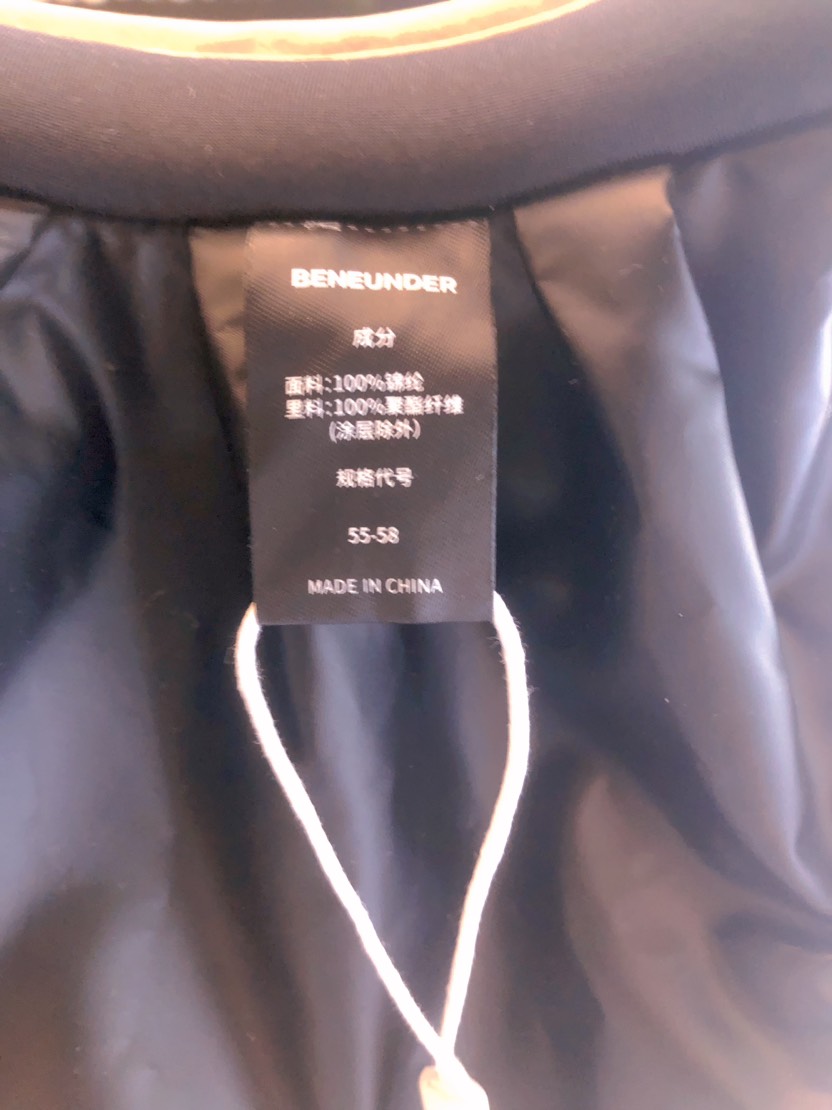 BENEUNDER
成分
面料:100%锦纶
里料:100%聚酯纤维
(涂层除外)
规格代号
55-58
MADE IN CHINA